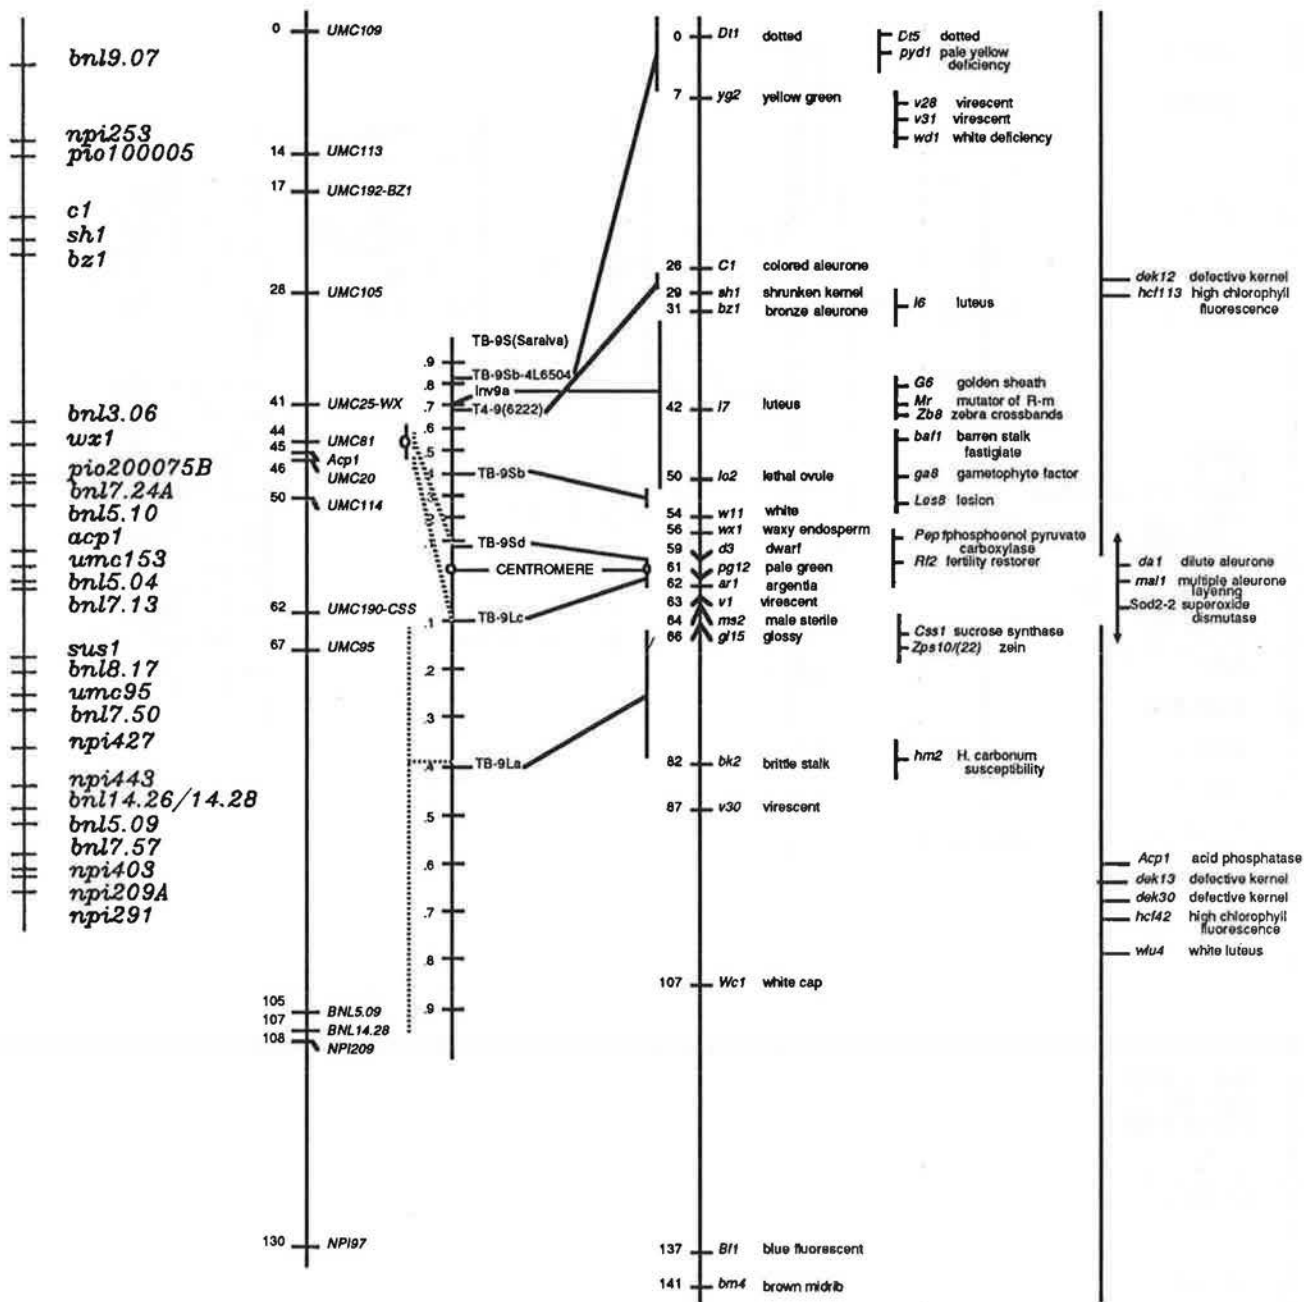 bnl9.07
npi253
pio100005
c1
sh1
bz1
bnl3.06
wx1
pio200075B
bnl7.24A
bnl5.10
acp1
umc153
bnl5.04
bnl7.13
sus1
bnl8.17
umc95
bnl7.50
npi427
npi443
bnl14.26/14.28
bnl5.09
bnl7.57
npi403
npi209A
npi291
0 UMC109
14 UMC113
17 UMC192-BZ1
28 UMC105
41 UMC25-WX
44 UMC81
45 Acp1
46 UMC20
50 UMC114
62 UMC190-CSS
67 UMC95
105 BNL5.09
107 BNL14.28
108 NPI209
130 NPI97
TB-9S(Saraiva)
.9
TB-9Sb-4L6504
.8
Inv9a
.7
T4-9(6222)
.6
.5
TB-9Sb
TB-9Sd
CENTROMERE
.1 TB-9Lc
.2
.3
.4 TB-9La
.5
.6
.7
.8
.9
0 Dt1 dotted
7 yg2 yellow green
26 C1 colored aleurone
29 sh1 shrunken kernel
31 bz1 bronze aleurone
42 l7 luteus
50 lo2 lethal ovule
54 w11 white
56 wx1 waxy endosperm
59 d3 dwarf
61 pg12 pale green
62 ar1 argentia
63 v1 virescent
64 ms2 male sterile
66 gl15 glossy
82 bk2 brittle stalk
87 v30 virescent
107 Wc1 white cap
137 Bf1 blue fluorescent
141 bm4 brown midrib
Dt5 dotted
pyd1 pale yellow
deficiency
v28 virescent
v31 virescent
wd1 white deficiency
l6 luteus
G6 golden sheath
Mr mutator of R-m
Zb8 zebra crossbands
baf1 barren stalk
fastigiate
ga8 gametophyte factor
Les8 lesion
Pep1 phosphoenol pyruvate
carboxylase
Rf2 fertility restorer
Css1 sucrose synthase
Zps10/(22) zein
hm2 H. carbonum
susceptibility
dek12 defective kernel
hcf113 high chlorophyll
fluorescence
da1 dilute aleurone
mal1 multiple aleurone
layering
Sod2-2 superoxide
dismutase
Acp1 acid phosphatase
dek13 defective kernel
dek30 defective kernel
hcf42 high chlorophyll
fluorescence
wlu4 white luteus